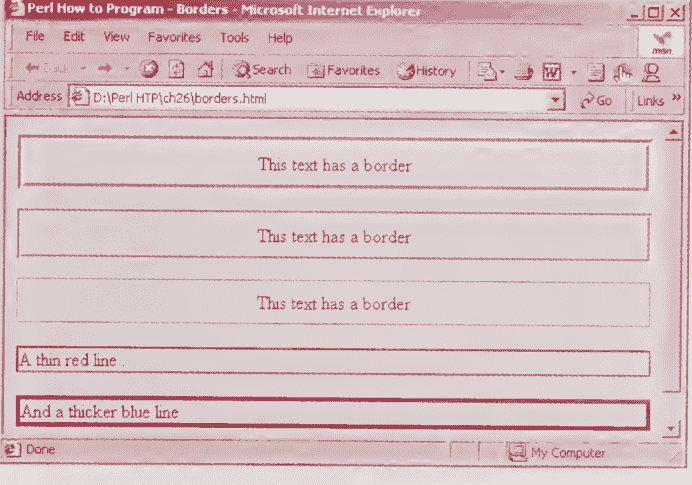 Perl How to Program - Borders - Microsoft Internet Explorer
File Edit View Favorites Tools Help
msn
Back Search Favorites History
Address D:\Perl HTP\ch26\borders.html Go Links »
This text has a border
This text has a border
This text has a border
A thin red line .
And a thicker blue line
Done My Computer